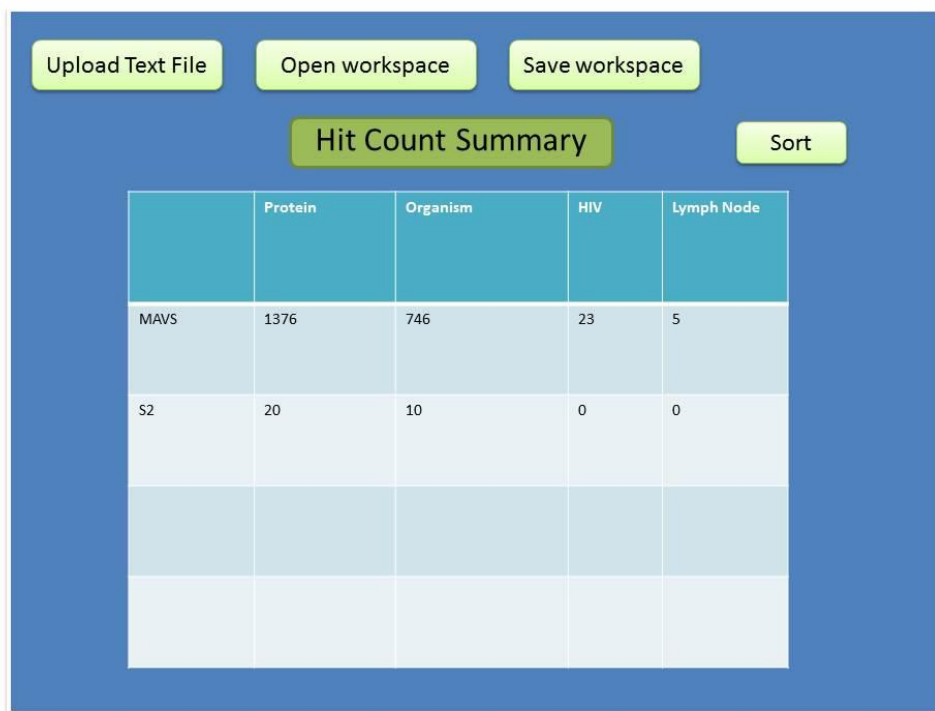 Upload Text File Open workspace Save workspace
Hit Count Summary Sort
Protein Organism HIV Lymph Node
MAVS 1376 746 23 5
S2 20 10 0 0